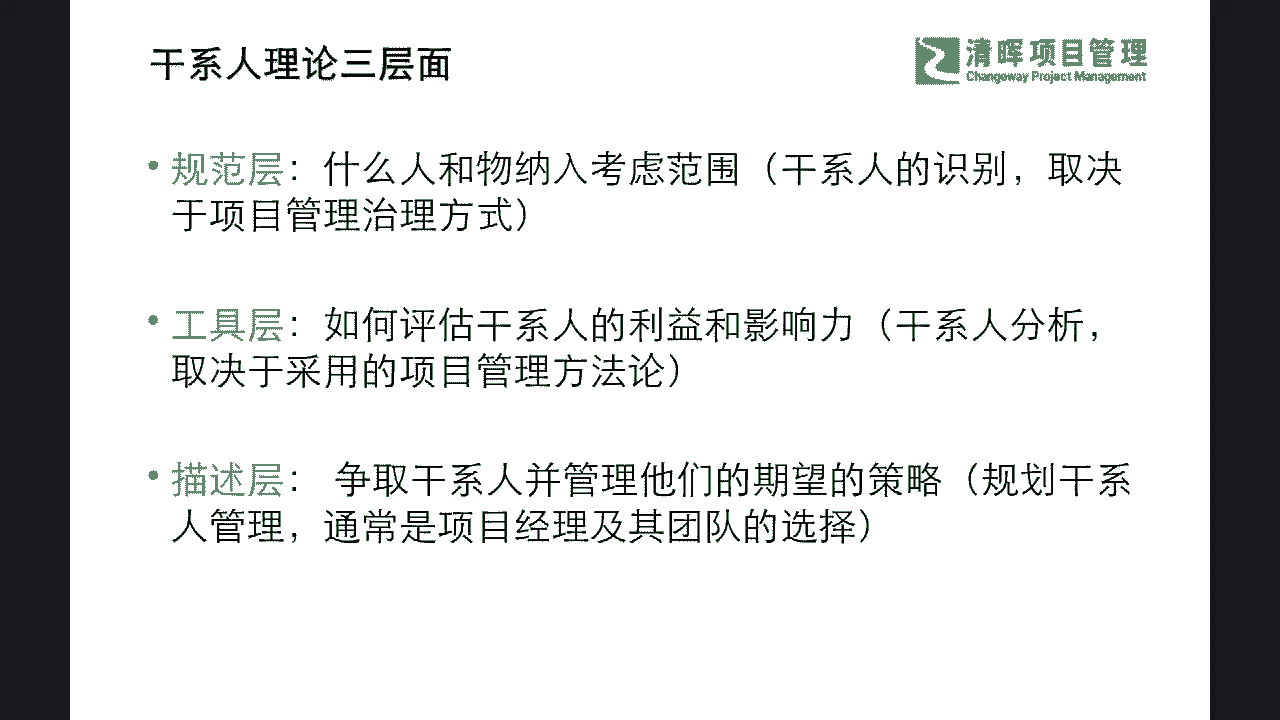 干系人理论三层面
清晖项目管理
Changeway Project Management
• 规范层：什么人和物纳入考虑范围（干系人的识别，取决
于项目管理治理方式）
• 工具层：如何评估干系人的利益和影响力（干系人分析，
取决于采用的项目管理方法论）
• 描述层： 争取干系人并管理他们的期望的策略（规划干系
人管理，通常是项目经理及其团队的选择）